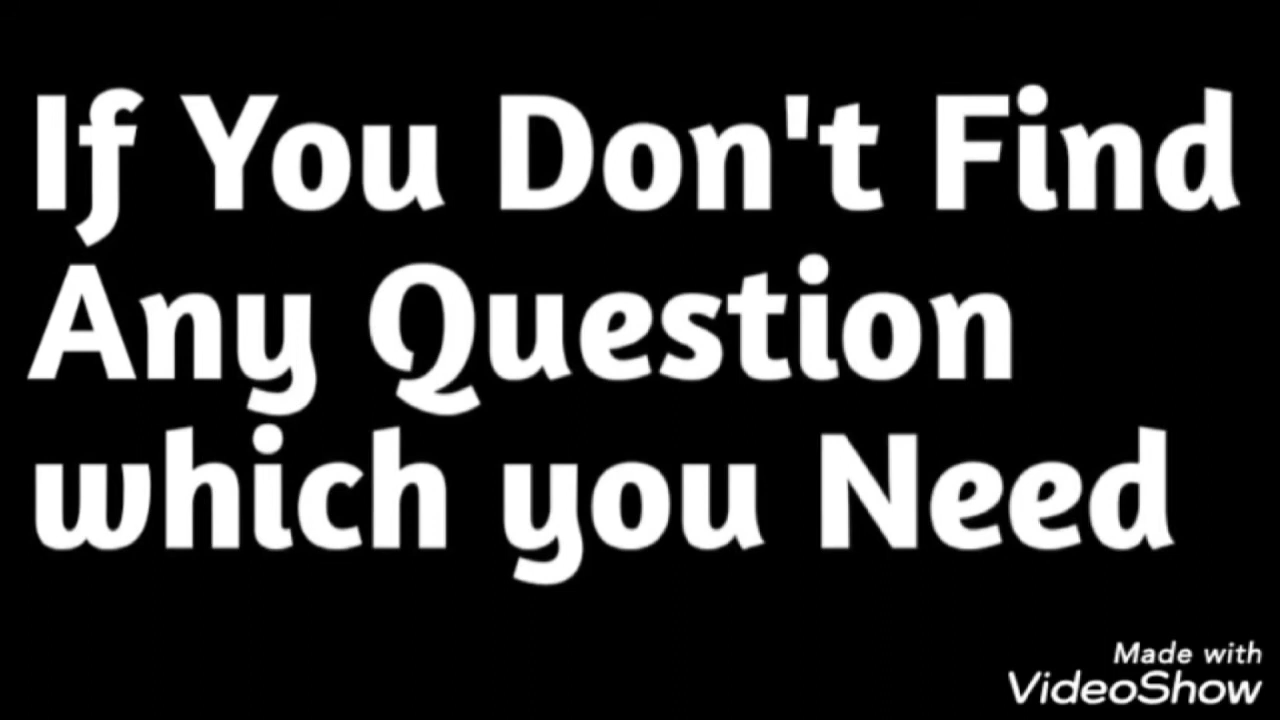 If You Don't Find
Any Question
which you Need
Made with
VideoShow